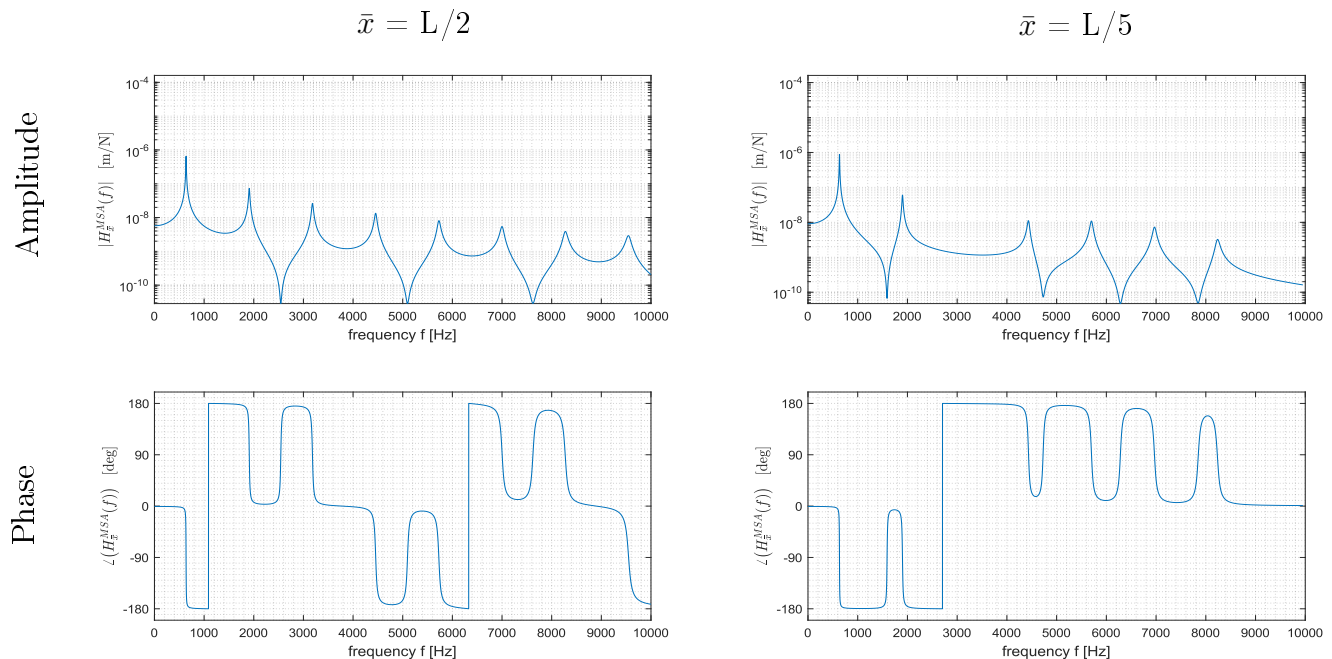 x̄ = L/2
x̄ = L/5
Amplitude
|H_x̄^{MSA}(f)| [m/N]
10^-4
10^-6
10^-8
10^-10
0 1000 2000 3000 4000 5000 6000 7000 8000 9000 10000
frequency f [Hz]
|H_x̄^{MSA}(f)| [m/N]
10^-4
10^-6
10^-8
10^-10
0 1000 2000 3000 4000 5000 6000 7000 8000 9000 10000
frequency f [Hz]
Phase
∠(H_x̄^{MSA}(f)) [deg]
180
90
0
-90
-180
0 1000 2000 3000 4000 5000 6000 7000 8000 9000 10000
frequency f [Hz]
∠(H_x̄^{MSA}(f)) [deg]
180
90
0
-90
-180
0 1000 2000 3000 4000 5000 6000 7000 8000 9000 10000
frequency f [Hz]